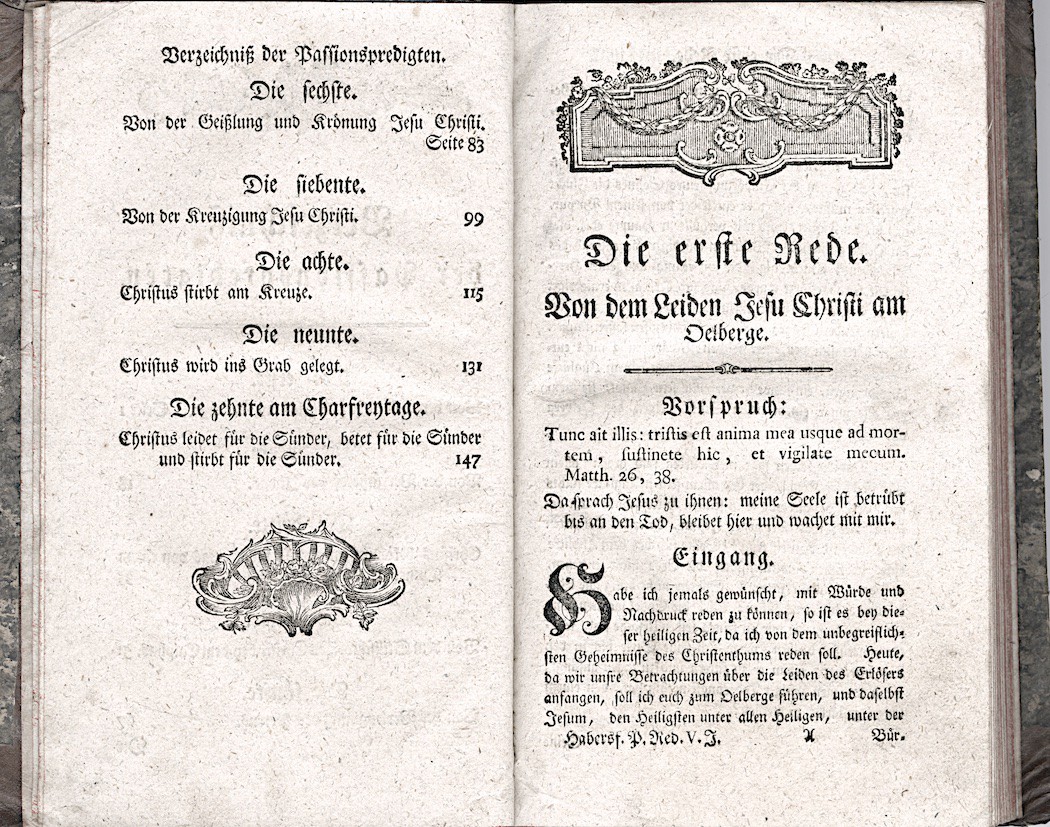 Verzeichniß der Passionspredigten.
Die sechste.
Von der Geißlung und Krönung Jesu Christi.
Seite 83
Die siebente.
Von der Kreuzigung Jesu Christi. 99
Die achte.
Christus stirbt am Kreuze. 115
Die neunte.
Christus wird ins Grab gelegt. 131
Die zehnte am Charfreytage.
Christus leidet für die Sünder, betet für die Sünder
und stirbt für die Sünder. 147
Die erste Rede.
Von dem Leiden Jesu Christi am
Oelberge.
Vorspruch:
Tunc ait illis: tristis est anima mea usque ad mor-
tem, sustinete hic, et vigilate mecum.
Matth. 26, 38.
Da sprach Jesus zu ihnen: meine Seele ist betrübt
bis an den Tod, bleibet hier und wachet mit mir.
Eingang.
Habe ich jemals gewünscht, mit Würde und
Nachdruck reden zu können, so ist es bey die-
ser heiligen Zeit, da ich von dem unbegreiflich-
sten Geheimnisse des Christenthums reden soll. Heute,
da wir unsre Betrachtungen über die Leiden des Erlösers
anfangen, soll ich euch zum Oelberge führen, und daselbst
Jesum, den Heiligsten unter allen Heiligen, unter der
Habersf. P. Red. V. J. A Bür-